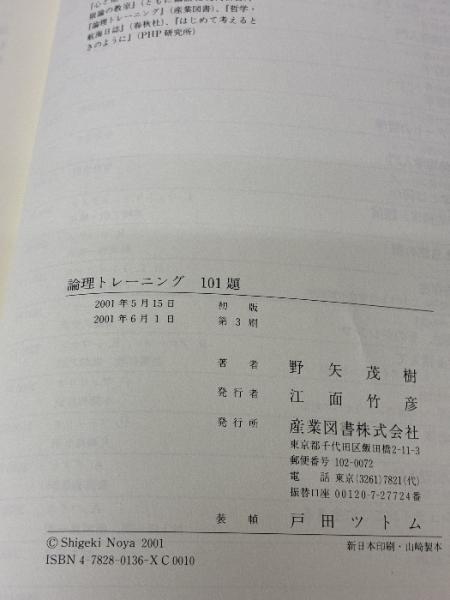 論の教室』(
『論理トレーニング』(産業図書)、『哲学・
航海日誌』(春秋社)、『はじめて考えると
きのように』(PHP研究所)
論理トレーニング 101題
2001年5月15日 初版
2001年6月1日 第3刷
著者 野矢茂樹
発行者 江面竹彦
発行所 産業図書株式会社
東京都千代田区飯田橋2-11-3
郵便番号 102-0072
電話 東京(3261)7821(代)
振替口座 00120-7-27724番
装幀 戸田ツトム
©Shigeki Noya 2001
新日本印刷・山崎製本
ISBN 4-7828-0136-X C 0010